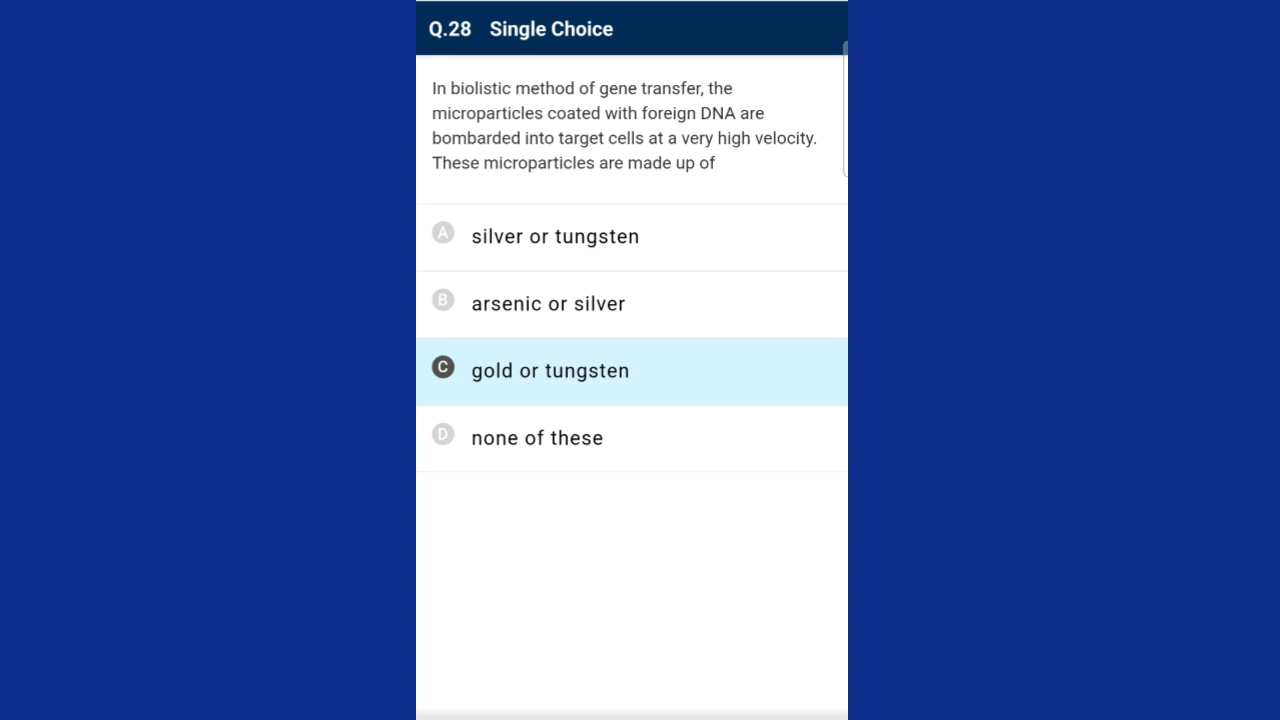 Q.28 Single Choice
In biolistic method of gene transfer, the
microparticles coated with foreign DNA are
bombarded into target cells at a very high velocity.
These microparticles are made up of
A silver or tungsten
B arsenic or silver
C gold or tungsten
D none of these